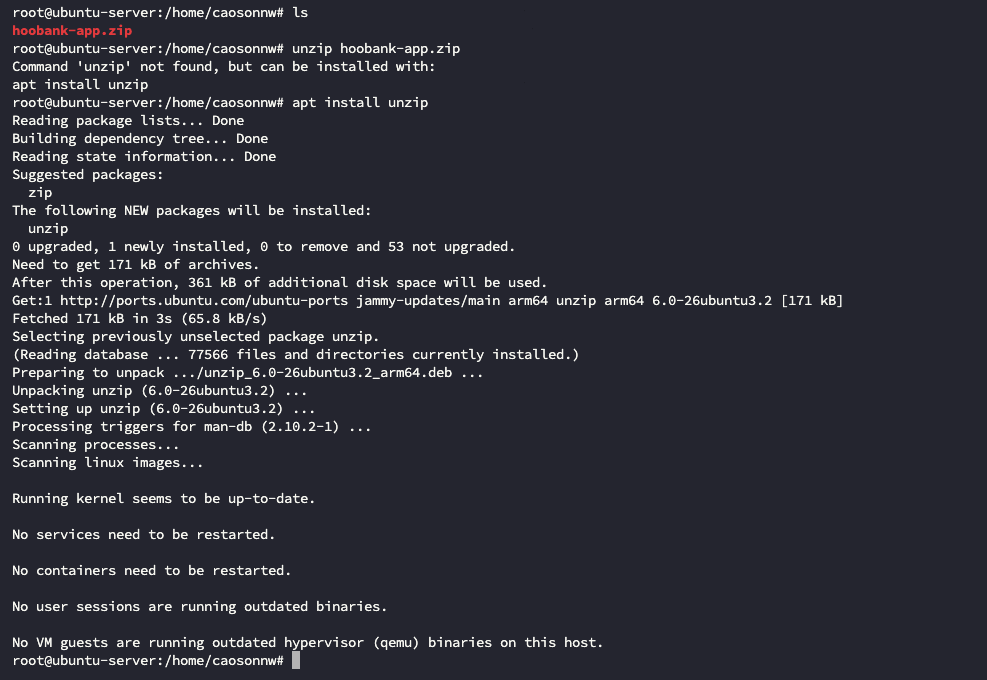 root@ubuntu-server:/home/caosonnw# ls
hoobank-app.zip
root@ubuntu-server:/home/caosonnw# unzip hoobank-app.zip
Command 'unzip' not found, but can be installed with:
apt install unzip
root@ubuntu-server:/home/caosonnw# apt install unzip
Reading package lists... Done
Building dependency tree... Done
Reading state information... Done
Suggested packages:
  zip
The following NEW packages will be installed:
  unzip
0 upgraded, 1 newly installed, 0 to remove and 53 not upgraded.
Need to get 171 kB of archives.
After this operation, 361 kB of additional disk space will be used.
Get:1 http://ports.ubuntu.com/ubuntu-ports jammy-updates/main arm64 unzip arm64 6.0-26ubuntu3.2 [171 kB]
Fetched 171 kB in 3s (65.8 kB/s)
Selecting previously unselected package unzip.
(Reading database ... 77566 files and directories currently installed.)
Preparing to unpack .../unzip_6.0-26ubuntu3.2_arm64.deb ...
Unpacking unzip (6.0-26ubuntu3.2) ...
Setting up unzip (6.0-26ubuntu3.2) ...
Processing triggers for man-db (2.10.2-1) ...
Scanning processes...
Scanning linux images...

Running kernel seems to be up-to-date.

No services need to be restarted.

No containers need to be restarted.

No user sessions are running outdated binaries.

No VM guests are running outdated hypervisor (qemu) binaries on this host.
root@ubuntu-server:/home/caosonnw#